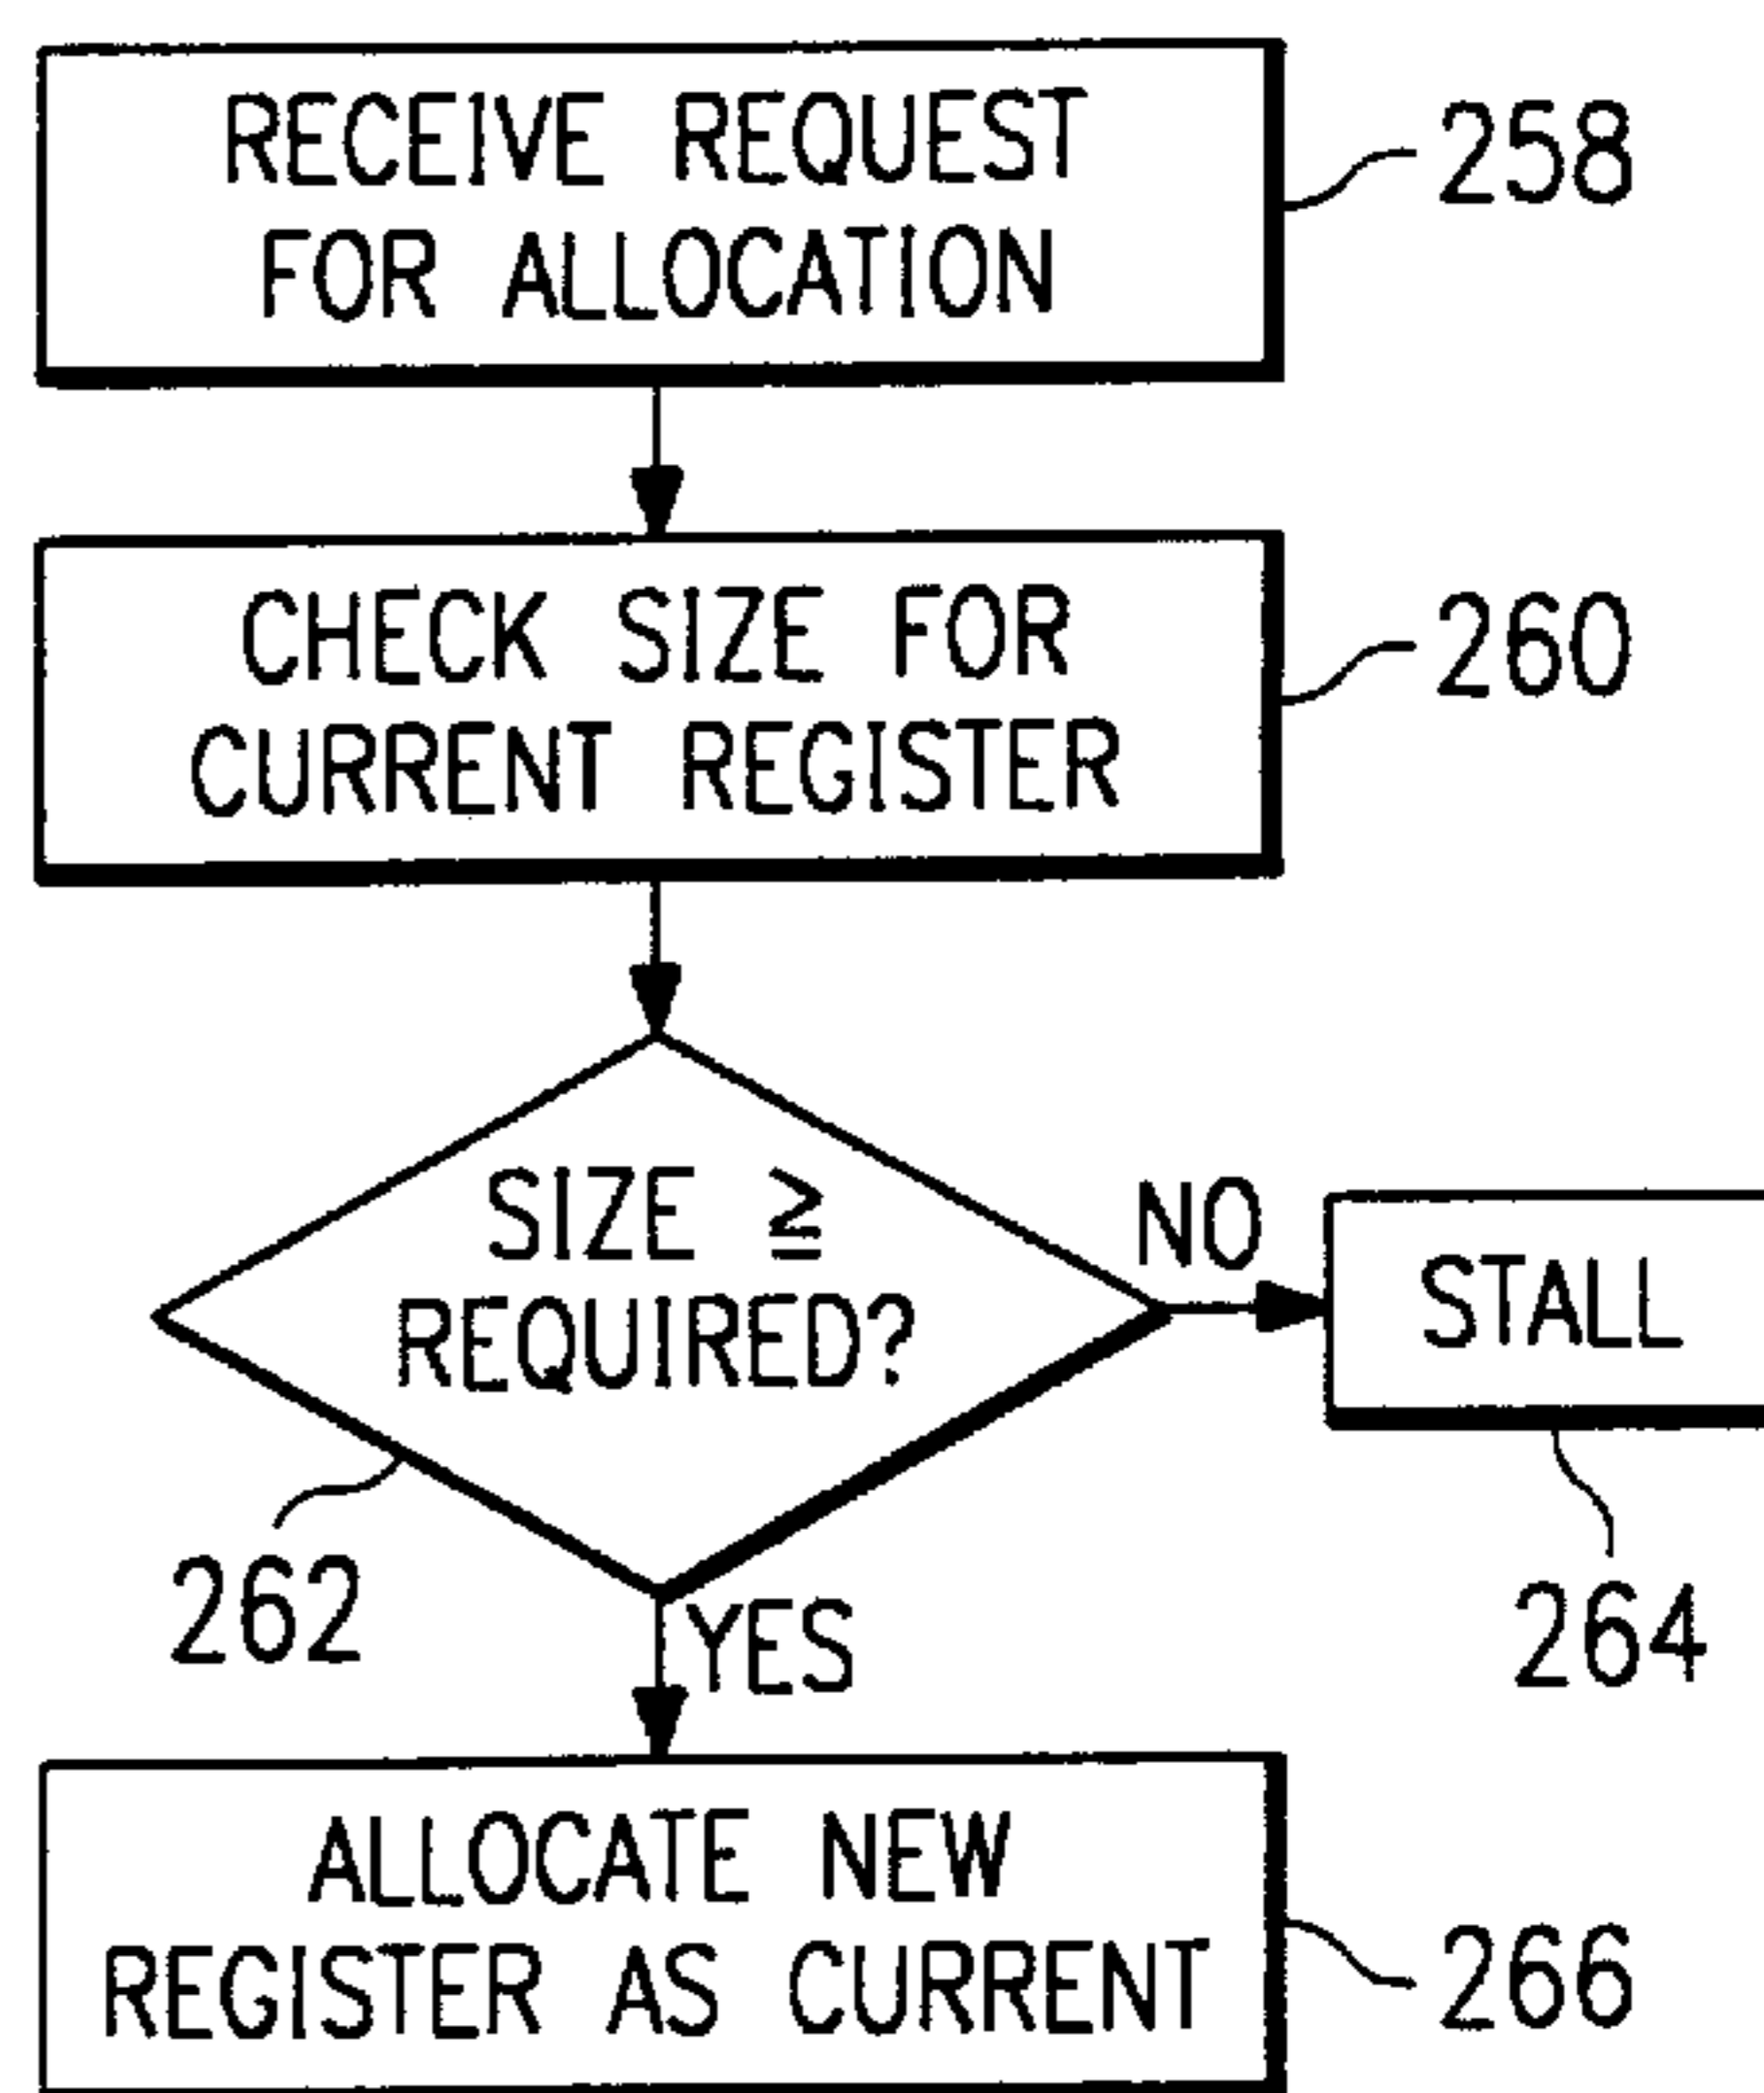 RECEIVE REQUEST
FOR ALLOCATION
258
CHECK SIZE FOR
CURRENT REGISTER
260
SIZE ≧
REQUIRED?
NO
STALL
262
264
YES
ALLOCATE NEW
REGISTER AS CURRENT
266